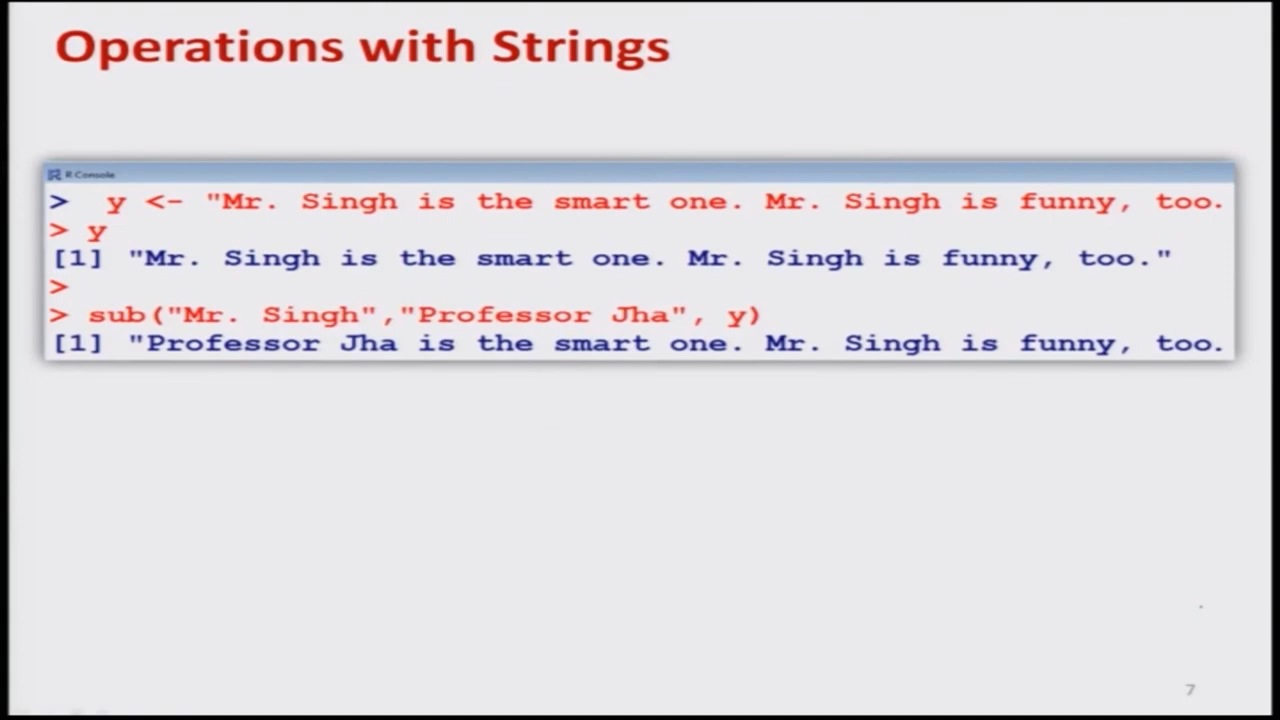 Operations with Strings
R Console
> y <- "Mr. Singh is the smart one. Mr. Singh is funny, too.
> y
[1] "Mr. Singh is the smart one. Mr. Singh is funny, too."
>
> sub("Mr. Singh","Professor Jha", y)
[1] "Professor Jha is the smart one. Mr. Singh is funny, too.
7